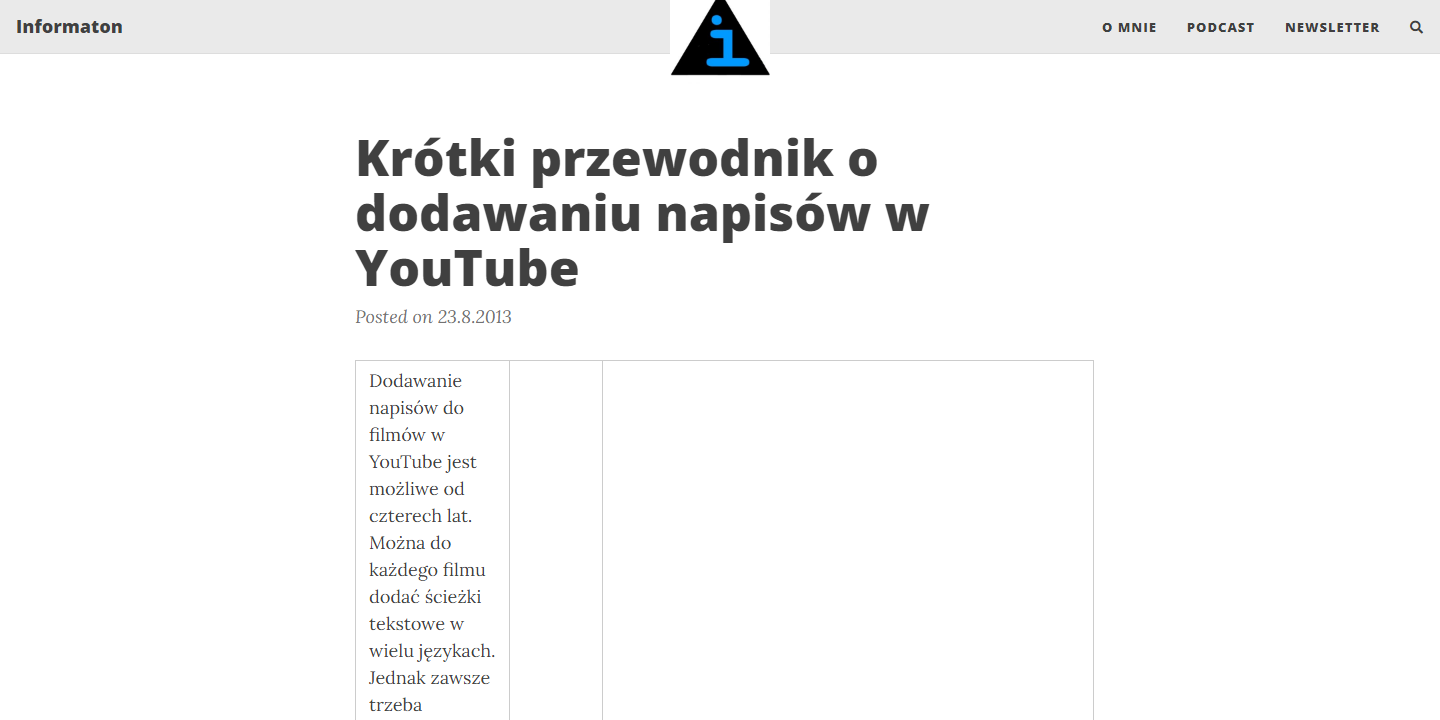 Informaton
i
O MNIE
PODCAST
NEWSLETTER
Krótki przewodnik o
dodawaniu napisów w
YouTube
Posted on 23.8.2013
Dodawanie
napisów do
filmów w
YouTube jest
możliwe od
czterech lat.
Można do
każdego filmu
dodać ścieżki
tekstowe w
wielu językach.
Jednak zawsze
trzeba